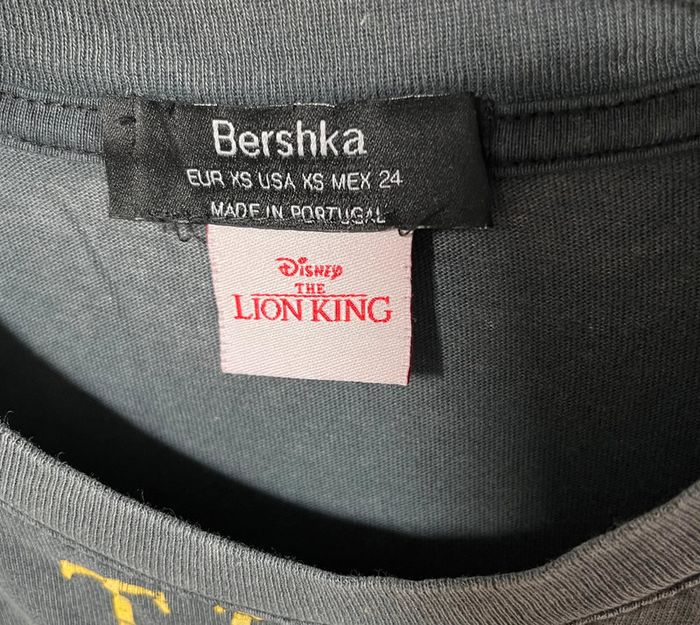 Bershka
EUR XS USA XS MEX 24
MADE IN PORTUGAL
Disney
THE
LION KING